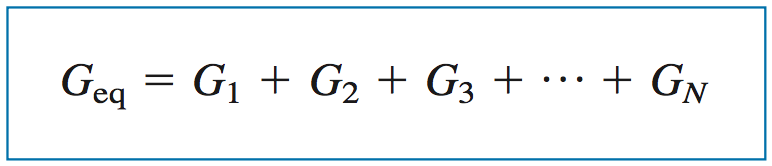 G_eq = G_1 + G_2 + G_3 + ⋯ + G_N